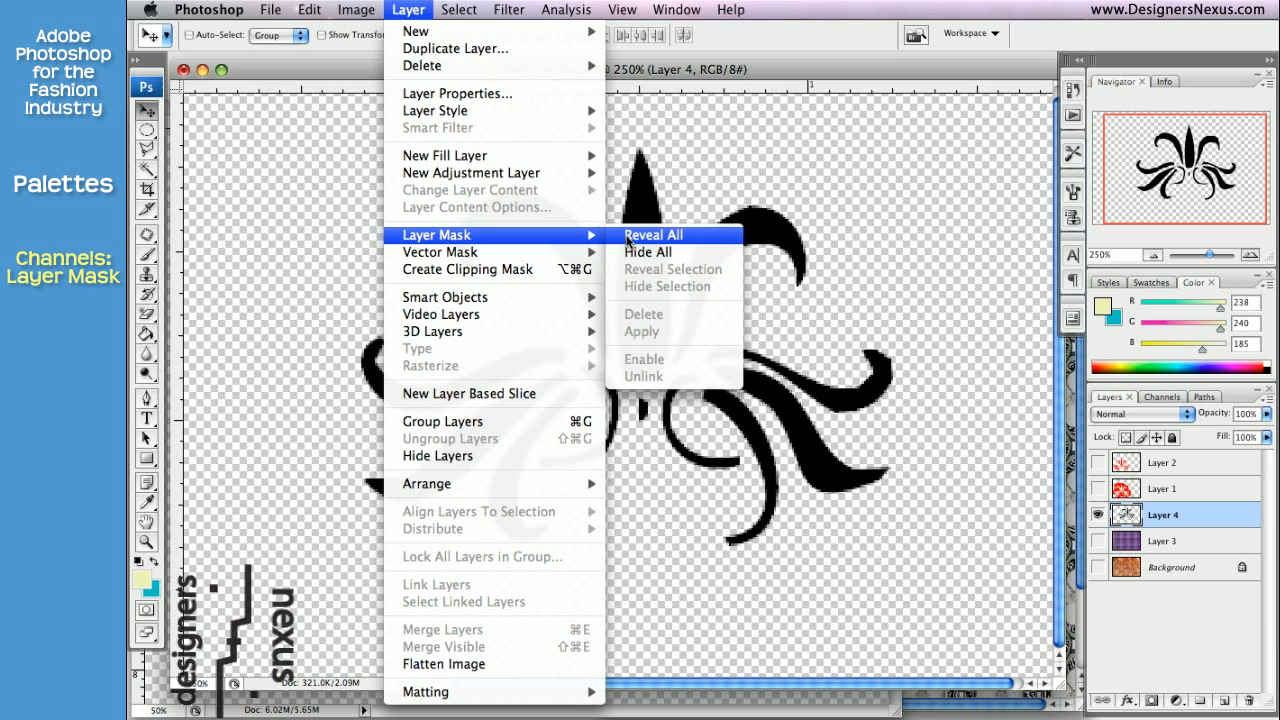 Photoshop File Edit Image Layer Select Filter Analysis View Window Help
www.DesignersNexus.com
Adobe
Photoshop
for the
Fashion
Industry
Palettes
Channels:
Layer Mask
Auto-Select: Group Show Transfor
Workspace
@ 250% (Layer 4, RGB/8#)
1
Ps
T
New
Duplicate Layer...
Delete
Layer Properties...
Layer Style
Smart Filter
New Fill Layer
New Adjustment Layer
Change Layer Content
Layer Content Options...
Layer Mask
Vector Mask
Create Clipping Mask ⌥⌘G
Smart Objects
Video Layers
3D Layers
Type
Rasterize
New Layer Based Slice
Group Layers ⌘G
Ungroup Layers ⇧⌘G
Hide Layers
Arrange
Align Layers To Selection
Distribute
Lock All Layers in Group...
Link Layers
Select Linked Layers
Merge Layers ⌘E
Merge Visible ⇧⌘E
Flatten Image
Matting
Reveal All
Hide All
Reveal Selection
Hide Selection
Delete
Apply
Enable
Unlink
Navigator Info
250%
Styles Swatches Color
R 238
G 240
B 185
Layers Channels Paths
Normal Opacity: 100%
Lock: Fill: 100%
Layer 2
Layer 1
Layer 4
Layer 3
Background
designers
nexus
Doc: 321.0K/2.09M
8
50% Doc: 6.02M/5.65M